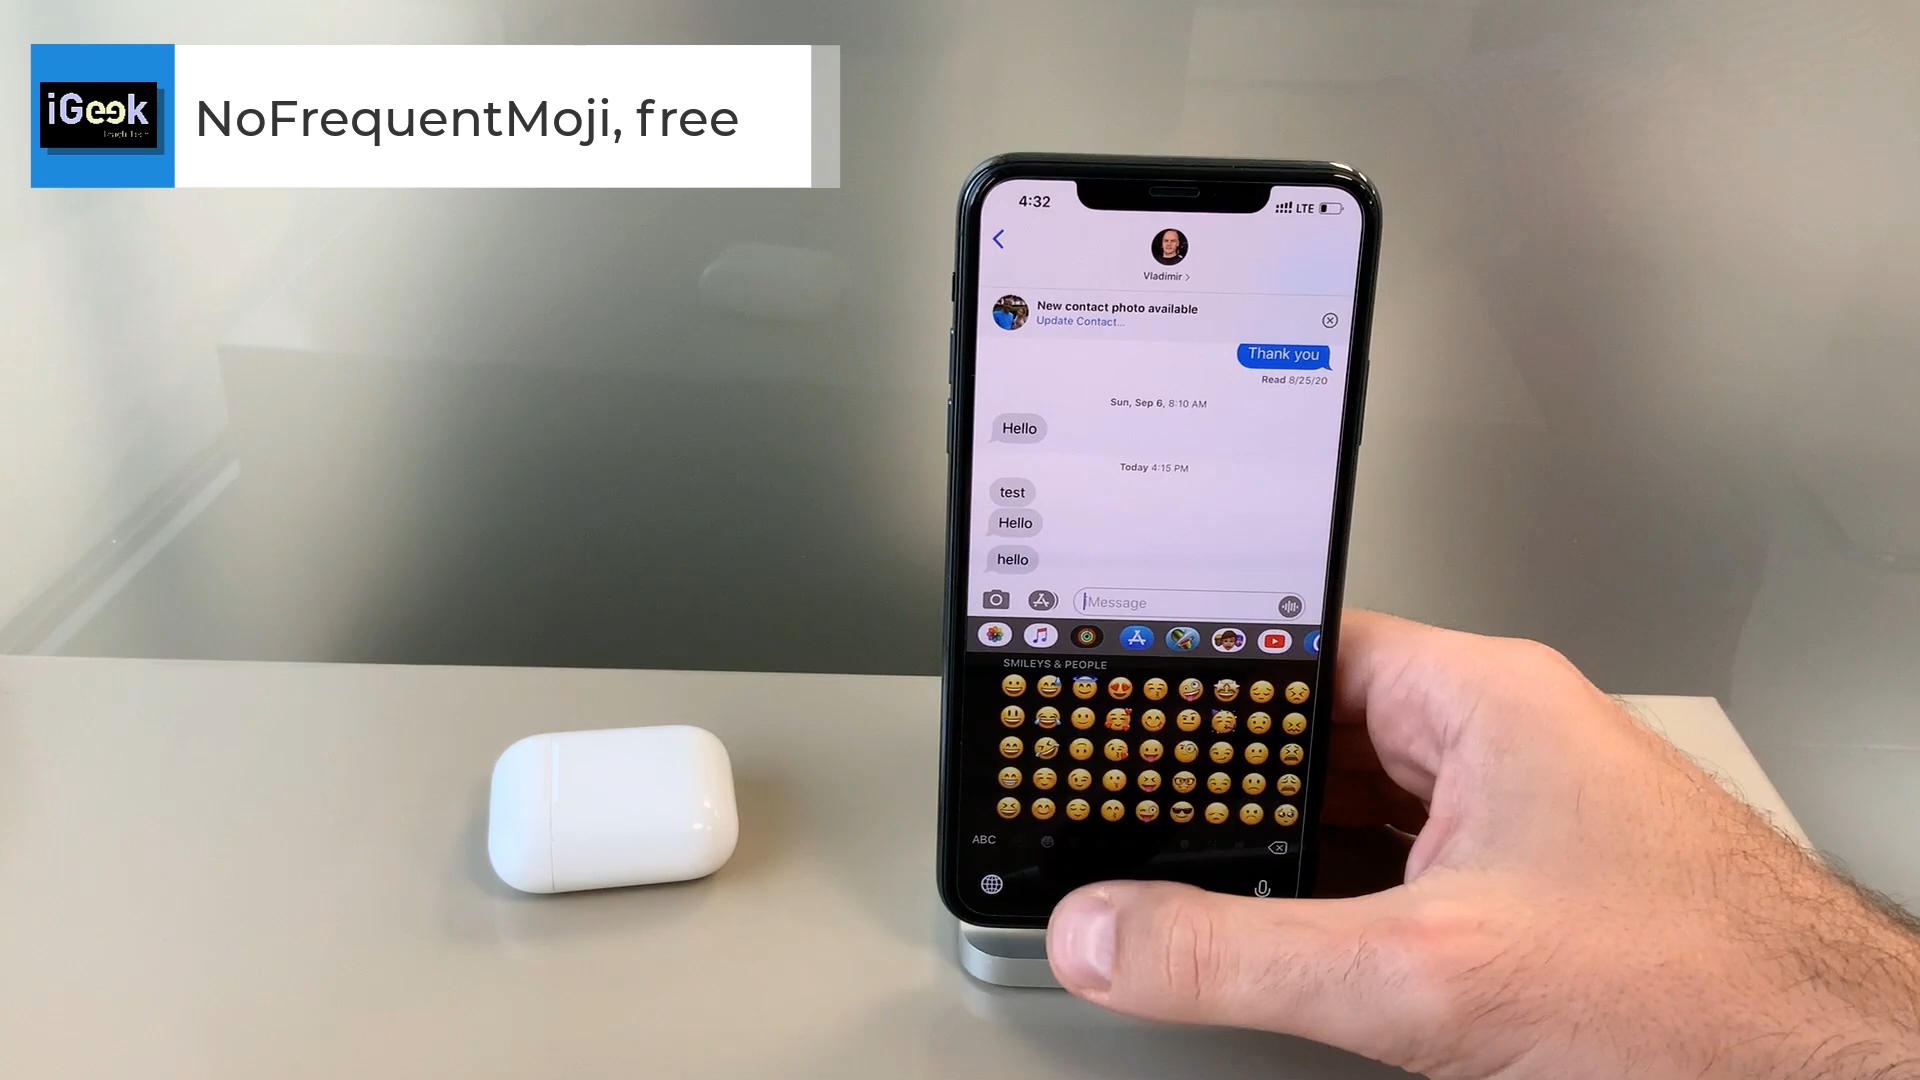 iGeek
NoFrequentMoji, free
4:32
LTE
Vladimir
New contact photo available
Update Contact...
Thank you
Read 8/25/20
Sun, Sep 6, 8:10 AM
Hello
Today 4:15 PM
test
Hello
hello
iMessage
SMILEYS & PEOPLE
ABC